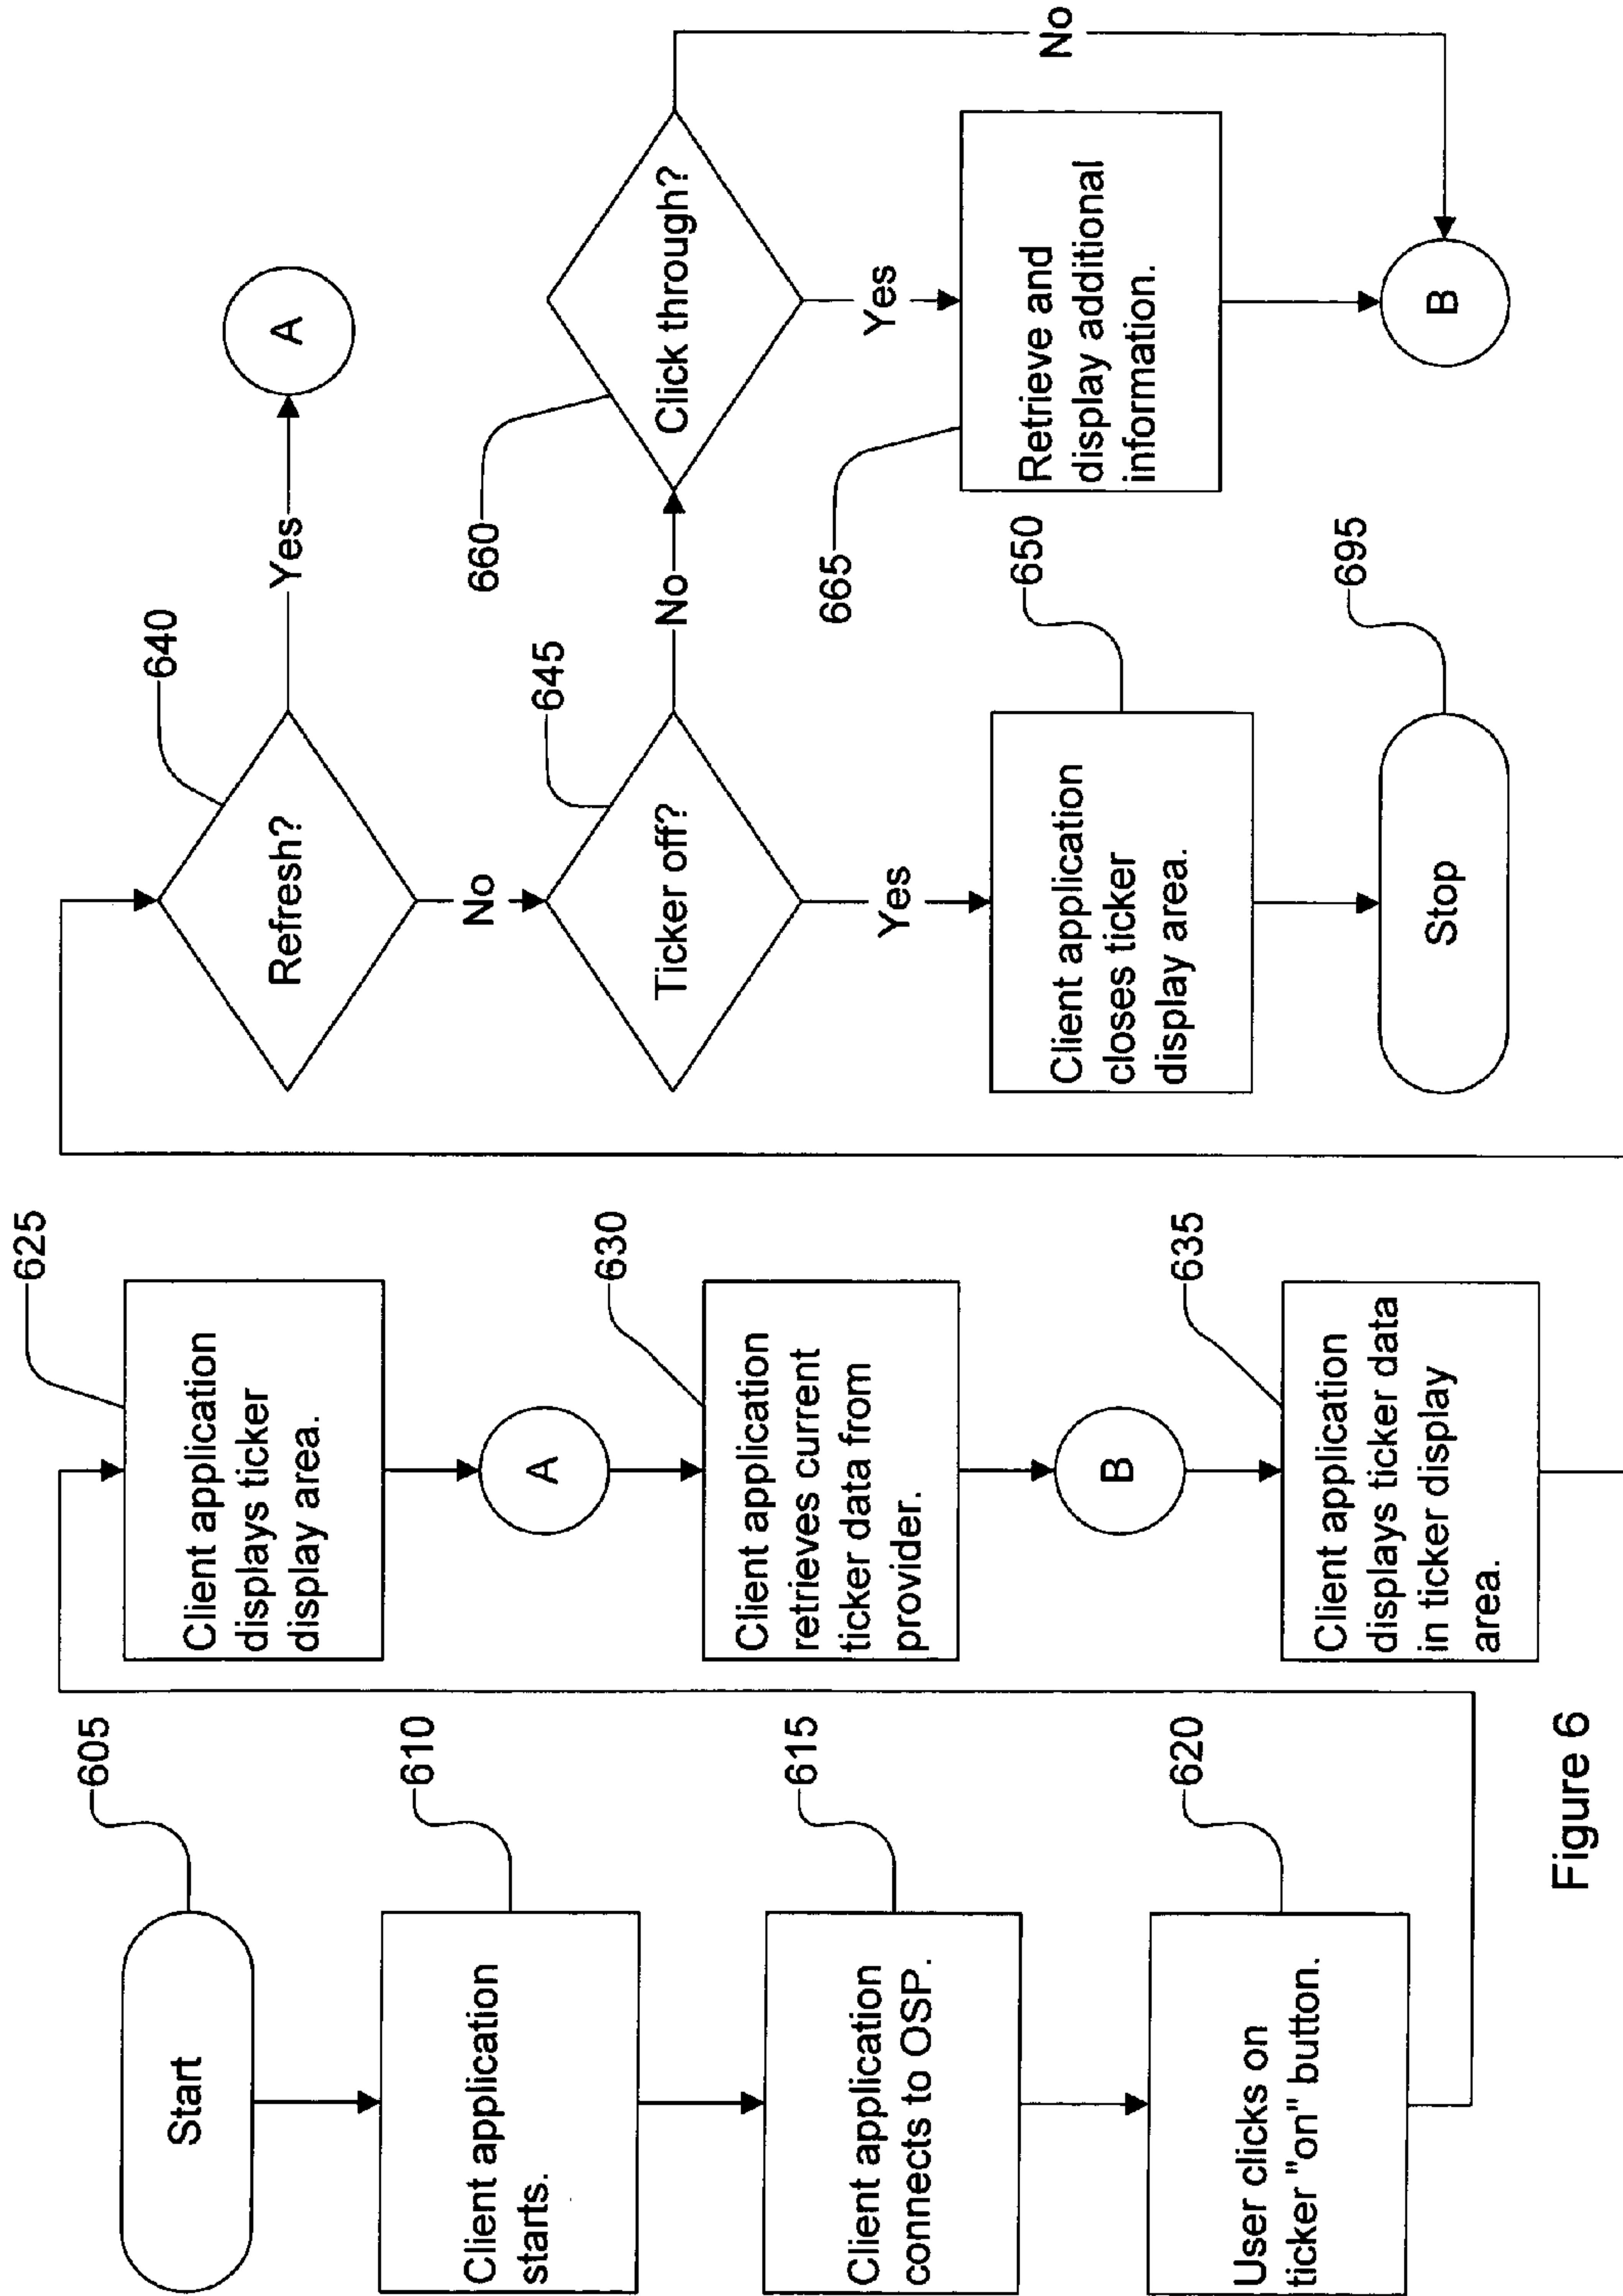 605
Start
610
Client application
starts.
615
Client application
connects to OSP.
620
User clicks on
ticker "on" button.
625
Client application
displays ticker
display area.
A
630
Client application
retrieves current
ticker data from
provider.
B
635
Client application
displays ticker data
in ticker display
area.
640
Refresh?
Yes
A
No
645
Ticker off?
No
Yes
660
Click through?
No
Yes
665
Retrieve and
display additional
information.
B
650
Client application
closes ticker
display area.
695
Stop
Figure 6